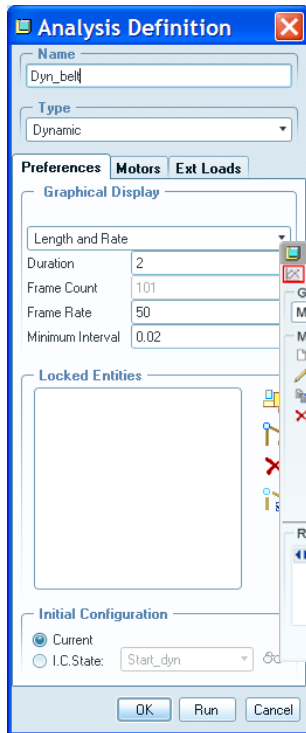 Analysis Definition
Name
Dyn_belt
Type
Dynamic
Preferences Motors Ext Loads
Graphical Display
Length and Rate
Duration 2
Frame Count 101
Frame Rate 50
Minimum Interval 0.02
Locked Entities
Initial Configuration
Current
I.C.State: Start_dyn
OK Run Cancel